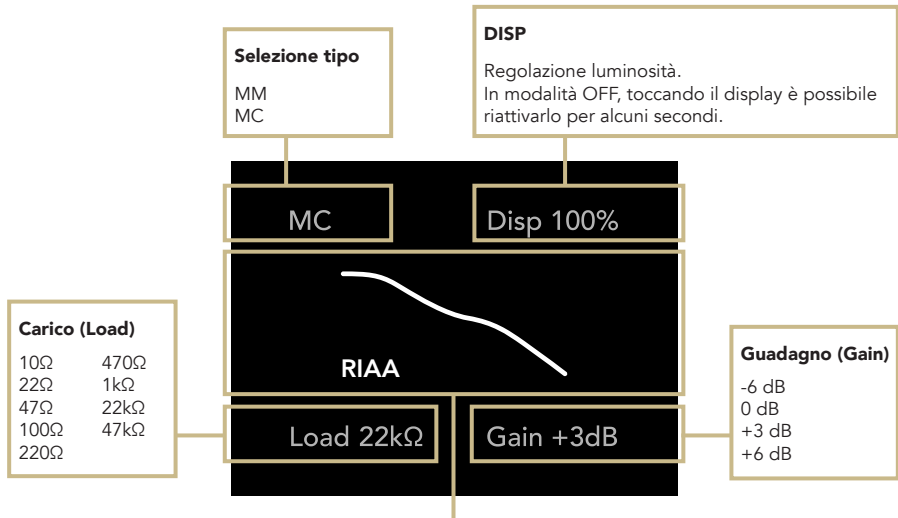 Selezione tipo
MM
MC
DISP
Regolazione luminosità.
In modalità OFF, toccando il display è possibile
riattivarlo per alcuni secondi.
MC
Disp 100%
RIAA
Load 22kΩ
Gain +3dB
Carico (Load)
10Ω 470Ω
22Ω 1kΩ
47Ω 22kΩ
100Ω 47kΩ
220Ω
Guadagno (Gain)
-6 dB
0 dB
+3 dB
+6 dB